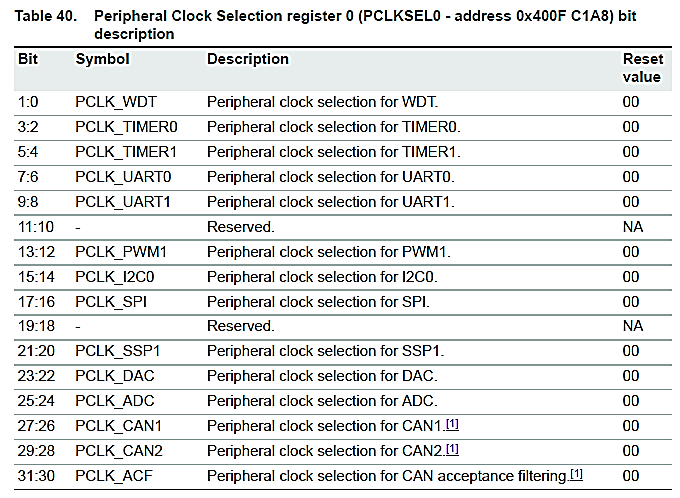 Table 40. Peripheral Clock Selection register 0 (PCLKSEL0 - address 0x400F C1A8) bit
description
Bit Symbol Description Reset
value
1:0 PCLK_WDT Peripheral clock selection for WDT. 00
3:2 PCLK_TIMER0 Peripheral clock selection for TIMER0. 00
5:4 PCLK_TIMER1 Peripheral clock selection for TIMER1. 00
7:6 PCLK_UART0 Peripheral clock selection for UART0. 00
9:8 PCLK_UART1 Peripheral clock selection for UART1. 00
11:10 - Reserved. NA
13:12 PCLK_PWM1 Peripheral clock selection for PWM1. 00
15:14 PCLK_I2C0 Peripheral clock selection for I2C0. 00
17:16 PCLK_SPI Peripheral clock selection for SPI. 00
19:18 - Reserved. NA
21:20 PCLK_SSP1 Peripheral clock selection for SSP1. 00
23:22 PCLK_DAC Peripheral clock selection for DAC. 00
25:24 PCLK_ADC Peripheral clock selection for ADC. 00
27:26 PCLK_CAN1 Peripheral clock selection for CAN1.[1] 00
29:28 PCLK_CAN2 Peripheral clock selection for CAN2.[1] 00
31:30 PCLK_ACF Peripheral clock selection for CAN acceptance filtering.[1] 00